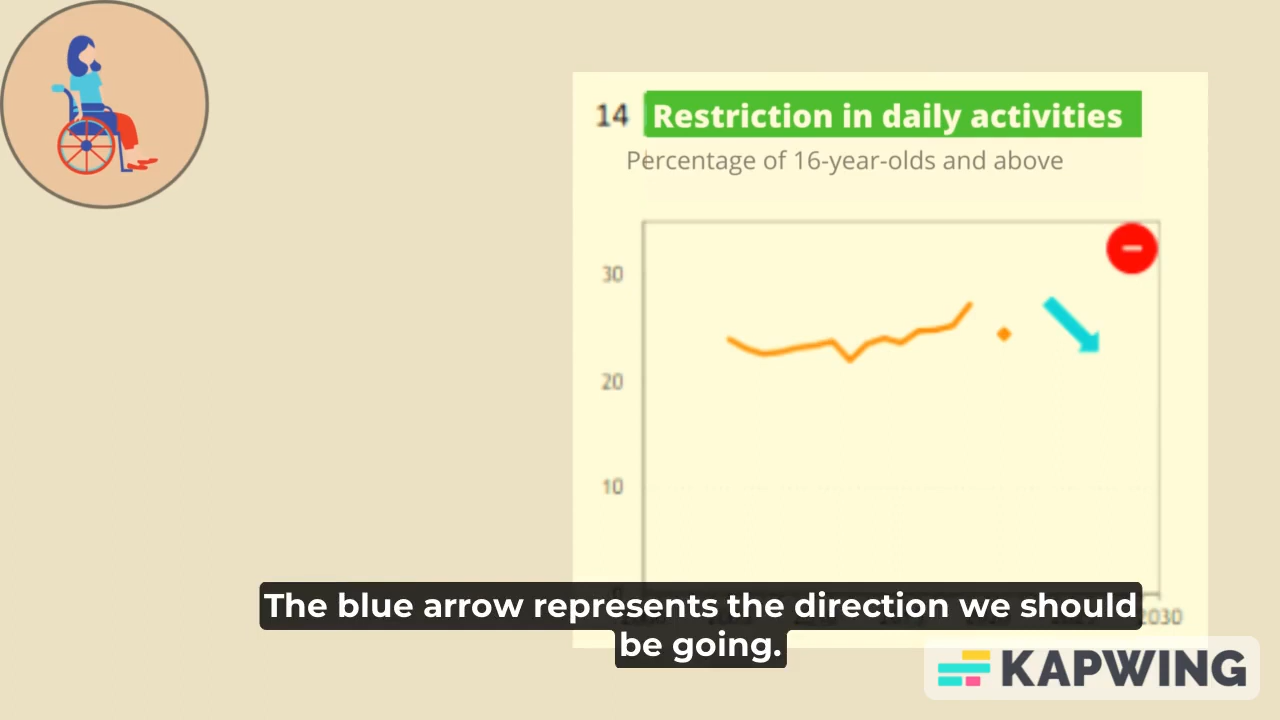 14 Restriction in daily activities
Percentage of 16-year-olds and above
30
20
10
2030
The blue arrow represents the direction we should
be going.
KAPWING